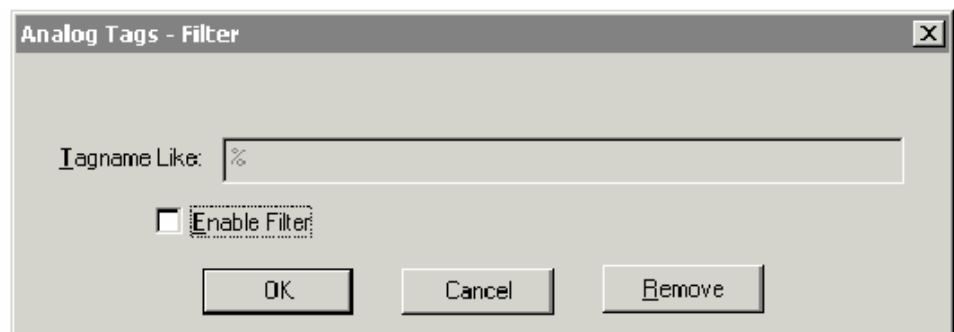 Analog Tags - Filter
Tagname Like: %
Enable Filter
OK Cancel Remove